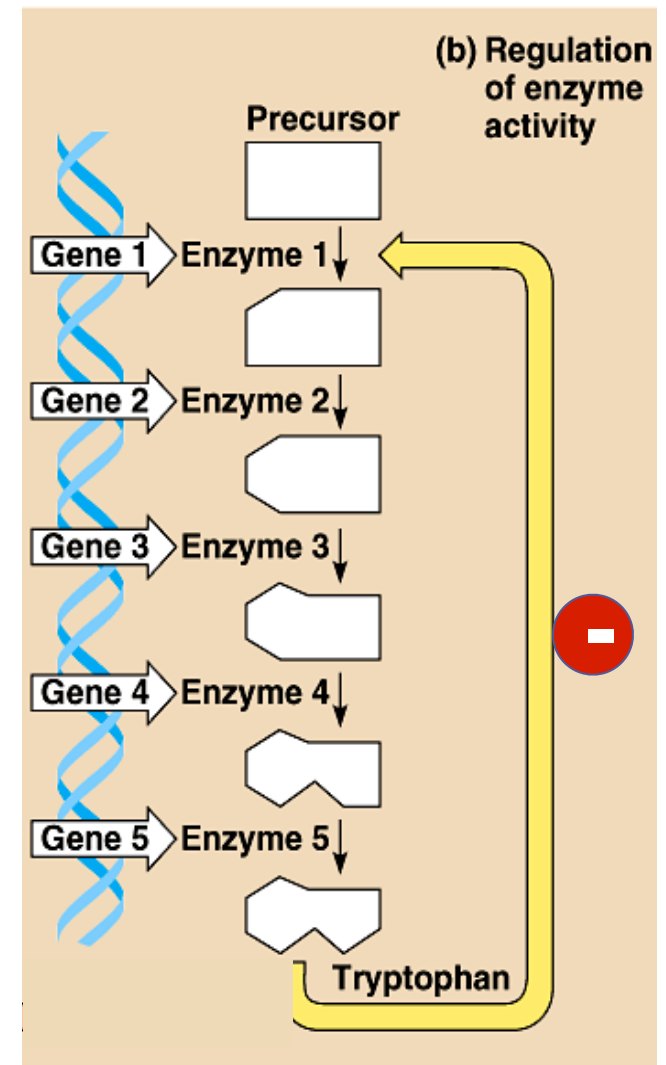 (b) Regulation
of enzyme
activity
Precursor
Gene 1 Enzyme 1
Gene 2 Enzyme 2
Gene 3 Enzyme 3
Gene 4 Enzyme 4
-
Gene 5 Enzyme 5
Tryptophan